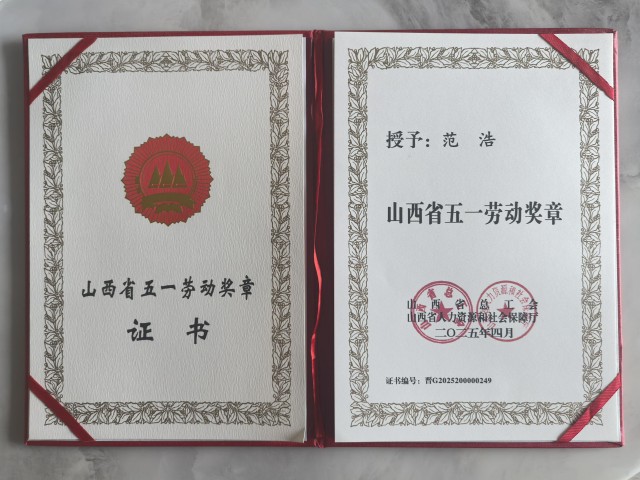 山西省五一劳动奖章
证书
授予：范 浩
山西省五一劳动奖章
山西省总工会
山西省人力资源和社会保障厅
二〇二五年四月
证书编号：晋G2025200000249